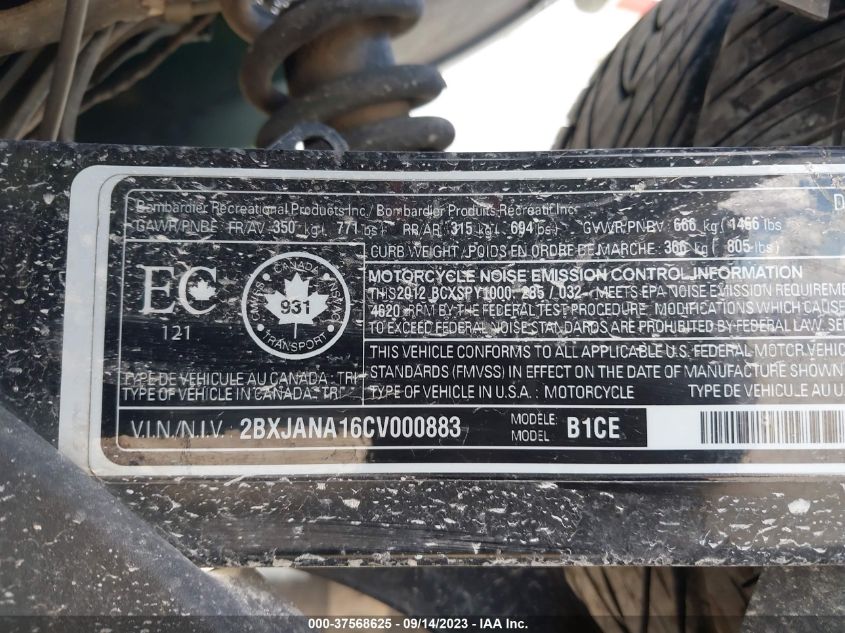 Bombardier Recreational Products Inc./ Bombardier Produits Récréatif Inc.
GAWR/PNBE FR/AV 350 kg ( 771 lbs ) RR/AR 315 kg ( 694 lbs ) GVWR/PNBV 666 kg ( 1466 lbs
CURB WEIGHT /POIDS EN ORDRE DE MARCHE: 366 kg ( 805 lbs )
EC
121
CANADA
931
TRANSPORT
MOTORCYCLE NOISE EMISSION CONTROL INFORMATION
THIS 2012 BCXSPY1000: 285 / 032 MEETS EPA NOISE EMISSION REQUIREME
4620 RPM BY THE FEDERAL TEST PROCEDURE. MODIFICATIONS WHICH CAUSE
TO EXCEED FEDERAL NOISE STANDARDS ARE PROHIBITED BY FEDERAL LAW. SE
THIS VEHICLE CONFORMS TO ALL APPLICABLE U.S. FEDERAL MOTOR VEHIC
STANDARDS (FMVSS) IN EFFECT ON THE DATE OF MANUFACTURE SHOWN
TYPE DE VÉHICULE AU CANADA : TRI
TYPE OF VEHICLE IN CANADA: TRI
TYPE OF VEHICLE IN U.S.A.: MOTORCYCLE TYPE DE VÉHICULE AU U
V.I.N./N.I.V. 2BXJANA16CV000883 MODÈLE: MODEL B1CE
000-37568625 - 09/14/2023 - IAA Inc.